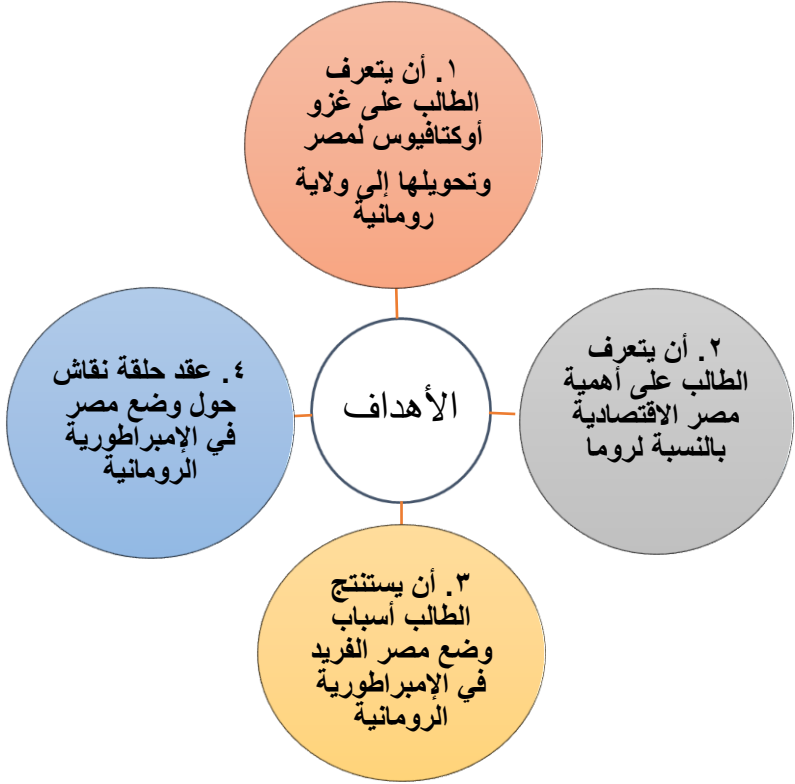 ١. أن يتعرف
الطالب على غزو
أوكتافيوس لمصر
وتحويلها إلى ولاية
رومانية
٢. أن يتعرف
الطالب على أهمية
مصر الاقتصادية
بالنسبة لروما
٣. أن يستنتج
الطالب أسباب
وضع مصر الفريد
في الإمبراطورية
الرومانية
٤. عقد حلقة نقاش
حول وضع مصر
في الإمبراطورية
الرومانية
الأهداف